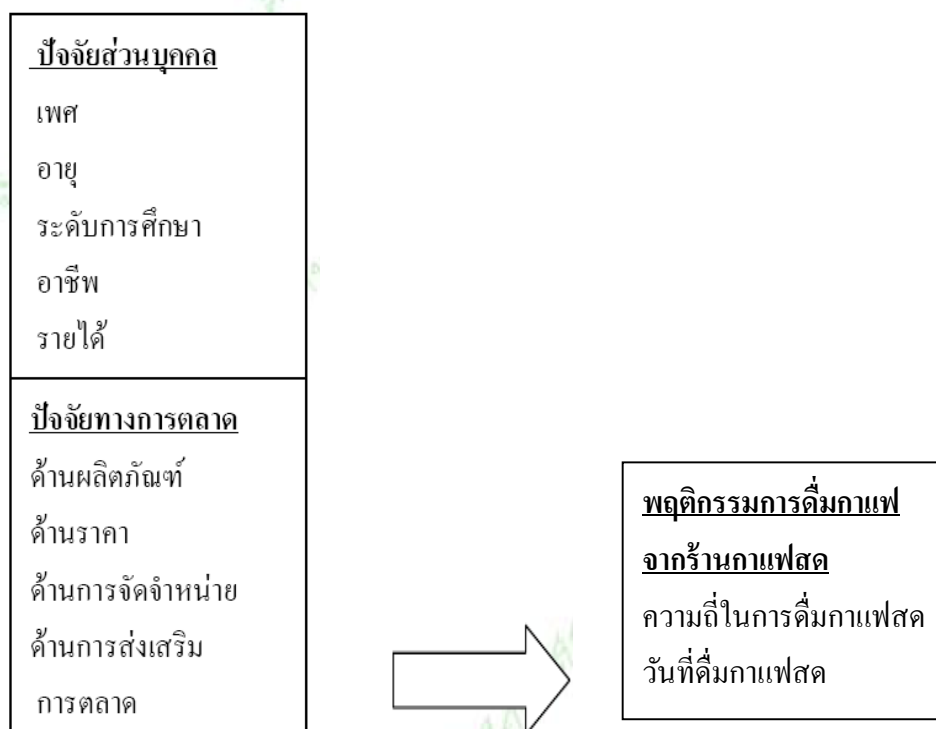 ปัจจัยส่วนบุคคล
เพศ
อายุ
ระดับการศึกษา
อาชีพ
รายได้
ปัจจัยทางการตลาด
ด้านผลิตภัณฑ์
ด้านราคา
ด้านการจัดจำหน่าย
ด้านการส่งเสริม
การตลาด
พฤติกรรมการดื่มกาแฟ
จากร้านกาแฟสด
ความถี่ในการดื่มกาแฟสด
วันที่ดื่มกาแฟสด